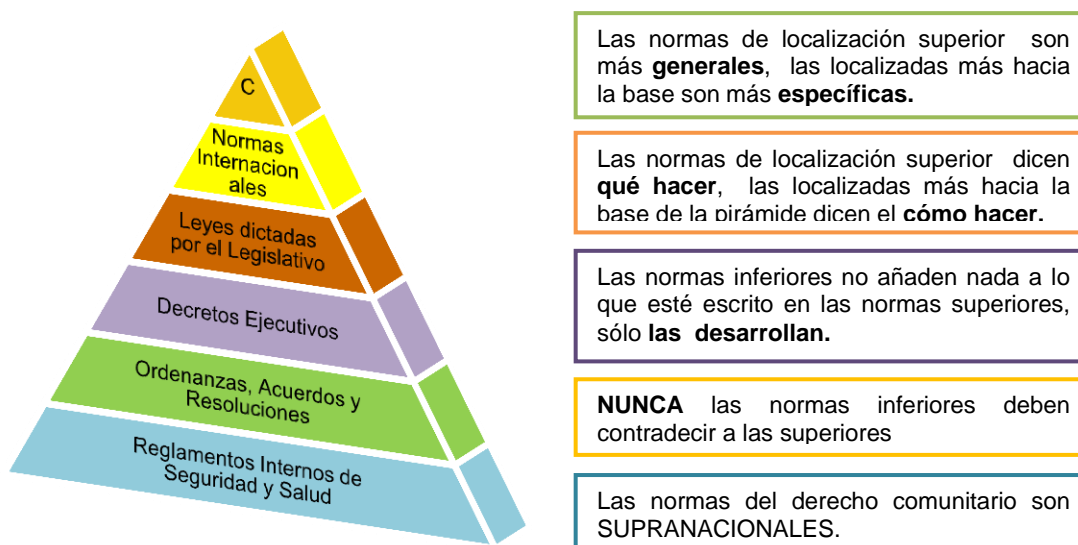 C
Normas
Internacion
ales
Leyes dictadas
por el Legislativo
Decretos Ejecutivos
Ordenanzas, Acuerdos y
Resoluciones
Reglamentos Internos de
Seguridad y Salud
Las normas de localización superior son
más generales, las localizadas más hacia
la base son más específicas.
Las normas de localización superior dicen
qué hacer, las localizadas más hacia la
base de la pirámide dicen el cómo hacer.
Las normas inferiores no añaden nada a lo
que esté escrito en las normas superiores,
sólo las desarrollan.
NUNCA las normas inferiores deben
contradecir a las superiores
Las normas del derecho comunitario son
SUPRANACIONALES.